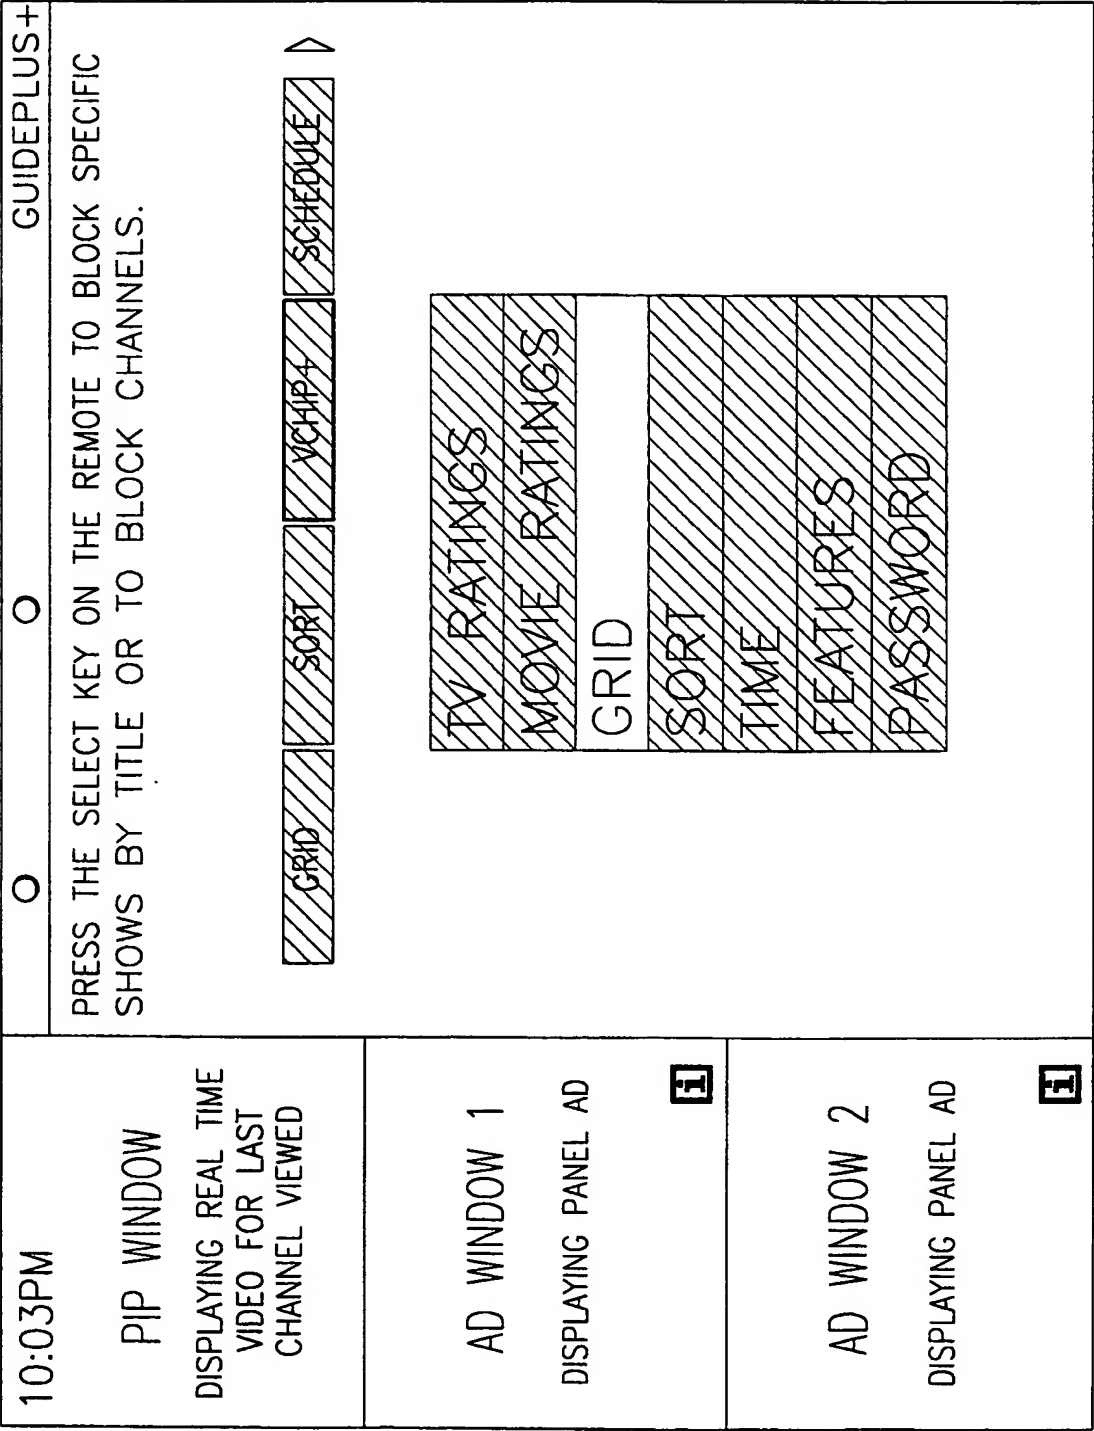 10:03PM
GUIDEPLUS+
PIP WINDOW
DISPLAYING REAL TIME
VIDEO FOR LAST
CHANNEL VIEWED
AD WINDOW 1
DISPLAYING PANEL AD
i
AD WINDOW 2
DISPLAYING PANEL AD
i
PRESS THE SELECT KEY ON THE REMOTE TO BLOCK SPECIFIC
SHOWS BY TITLE OR TO BLOCK CHANNELS.
GRID
SORT
VCHIP+
SCHEDULE
TV RATINGS
MOVIE RATINGS
GRID
SORT
TIME
FEATURES
PASSWORD